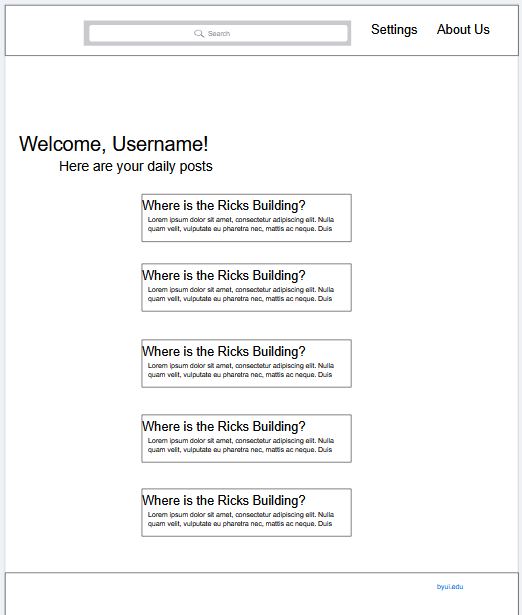 Search
Settings
About Us
Welcome, Username!
Here are your daily posts
Where is the Ricks Building?
Lorem ipsum dolor sit amet, consectetur adipiscing elit. Nulla
quam velit, vulputate eu pharetra nec, mattis ac neque. Duis
Where is the Ricks Building?
Lorem ipsum dolor sit amet, consectetur adipiscing elit. Nulla
quam velit, vulputate eu pharetra nec, mattis ac neque. Duis
Where is the Ricks Building?
Lorem ipsum dolor sit amet, consectetur adipiscing elit. Nulla
quam velit, vulputate eu pharetra nec, mattis ac neque. Duis
Where is the Ricks Building?
Lorem ipsum dolor sit amet, consectetur adipiscing elit. Nulla
quam velit, vulputate eu pharetra nec, mattis ac neque. Duis
Where is the Ricks Building?
Lorem ipsum dolor sit amet, consectetur adipiscing elit. Nulla
quam velit, vulputate eu pharetra nec, mattis ac neque. Duis
byui.edu